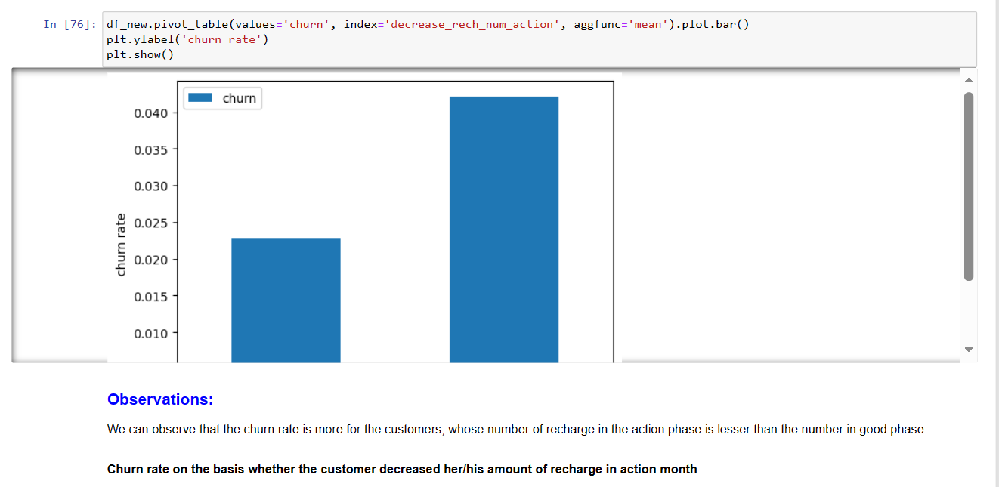 In [76]: df_new.pivot_table(values='churn', index='decrease_rech_num_action', aggfunc='mean').plot.bar()
plt.ylabel('churn rate')
plt.show()
churn
0.040
0.035
0.030
0.025
0.020
0.015
0.010
churn rate
Observations:
We can observe that the churn rate is more for the customers, whose number of recharge in the action phase is lesser than the number in good phase.
Churn rate on the basis whether the customer decreased her/his amount of recharge in action month